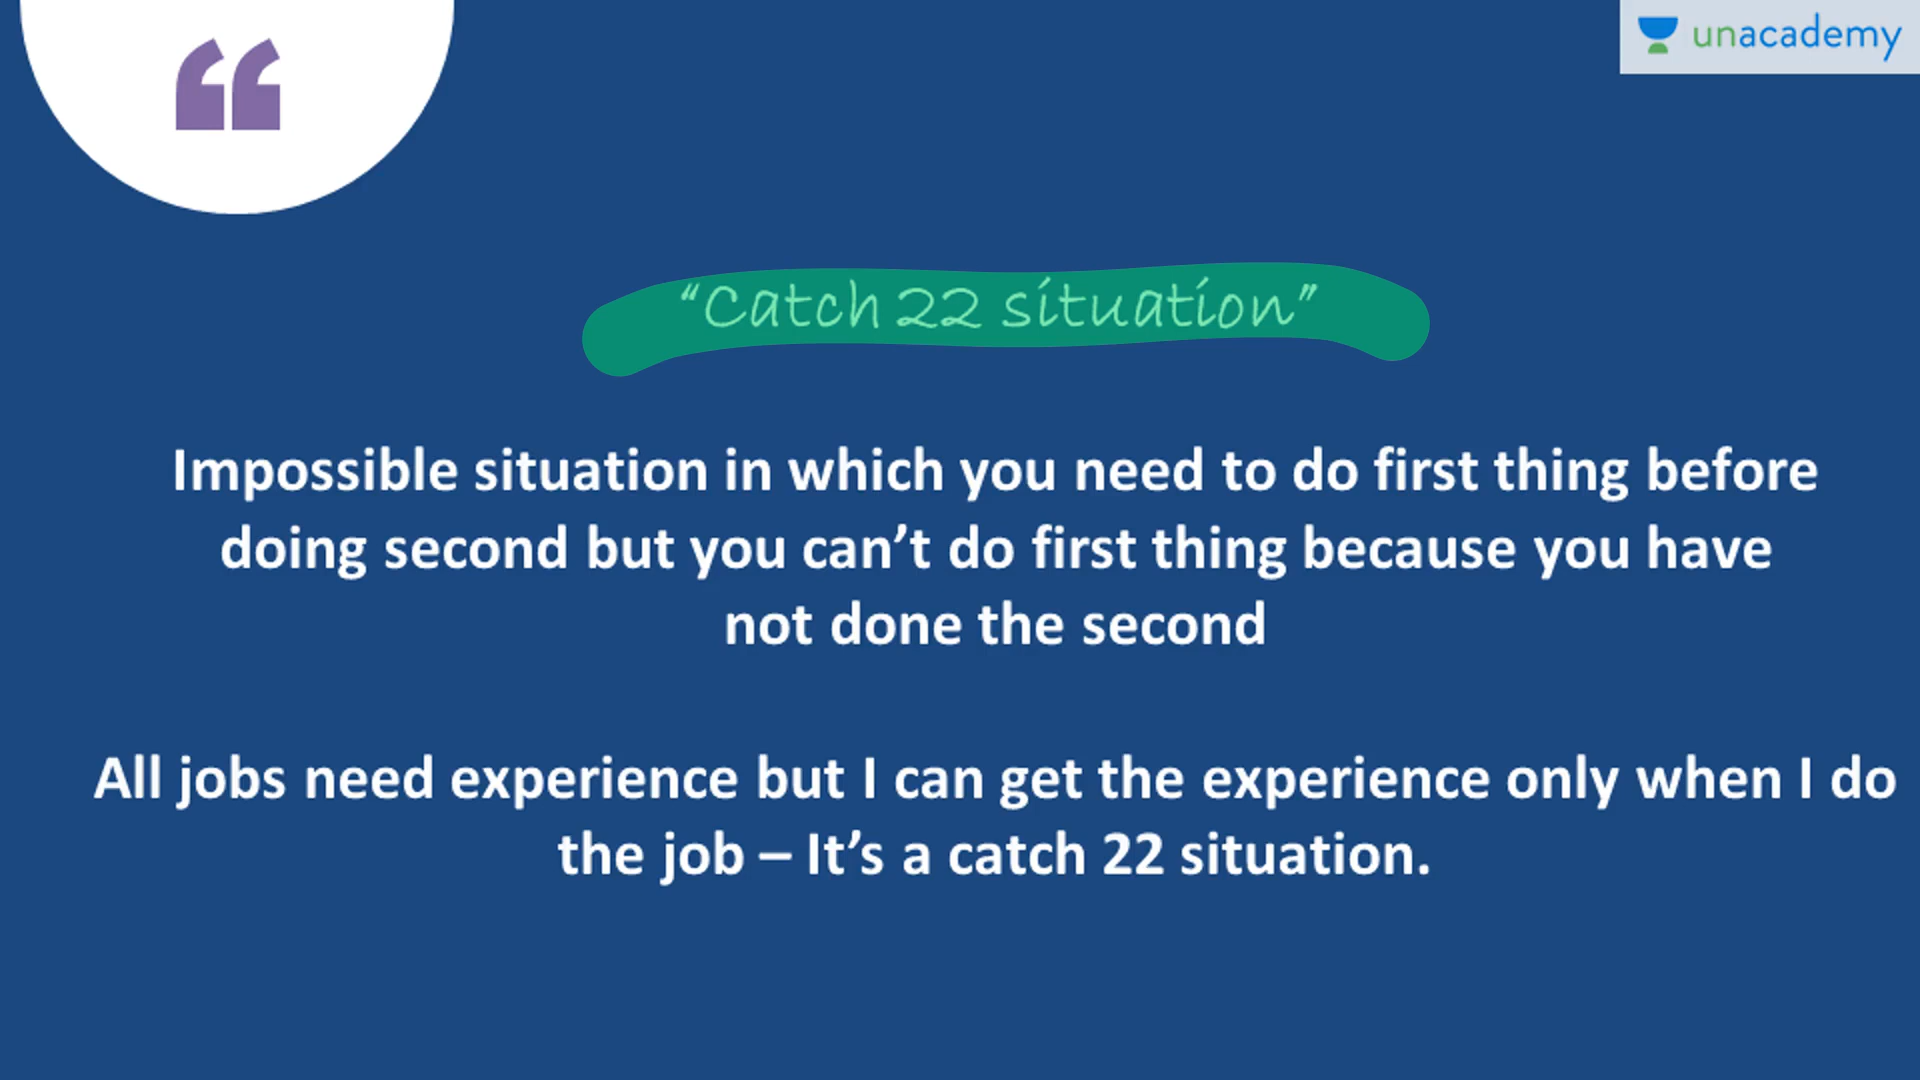 unacademy
“Catch 22 situation”
Impossible situation in which you need to do first thing before
doing second but you can’t do first thing because you have
not done the second
All jobs need experience but I can get the experience only when I do
the job – It’s a catch 22 situation.